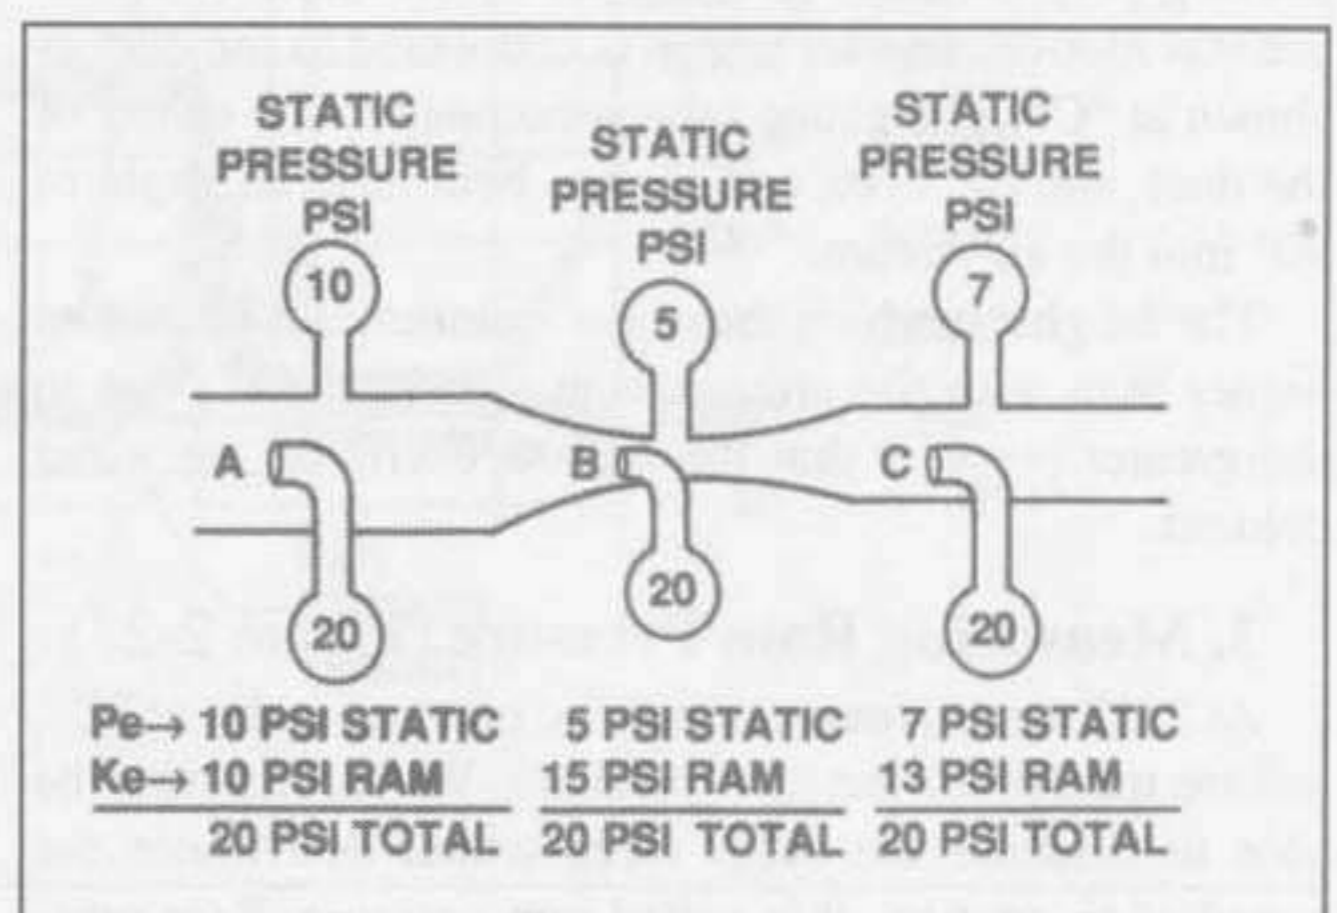 STATIC
PRESSURE
PSI
10
STATIC
PRESSURE
PSI
5
STATIC
PRESSURE
PSI
7
A
B
C
20
20
20
Pe→ 10 PSI STATIC 5 PSI STATIC 7 PSI STATIC
Ke→ 10 PSI RAM 15 PSI RAM 13 PSI RAM
20 PSI TOTAL 20 PSI TOTAL 20 PSI TOTAL